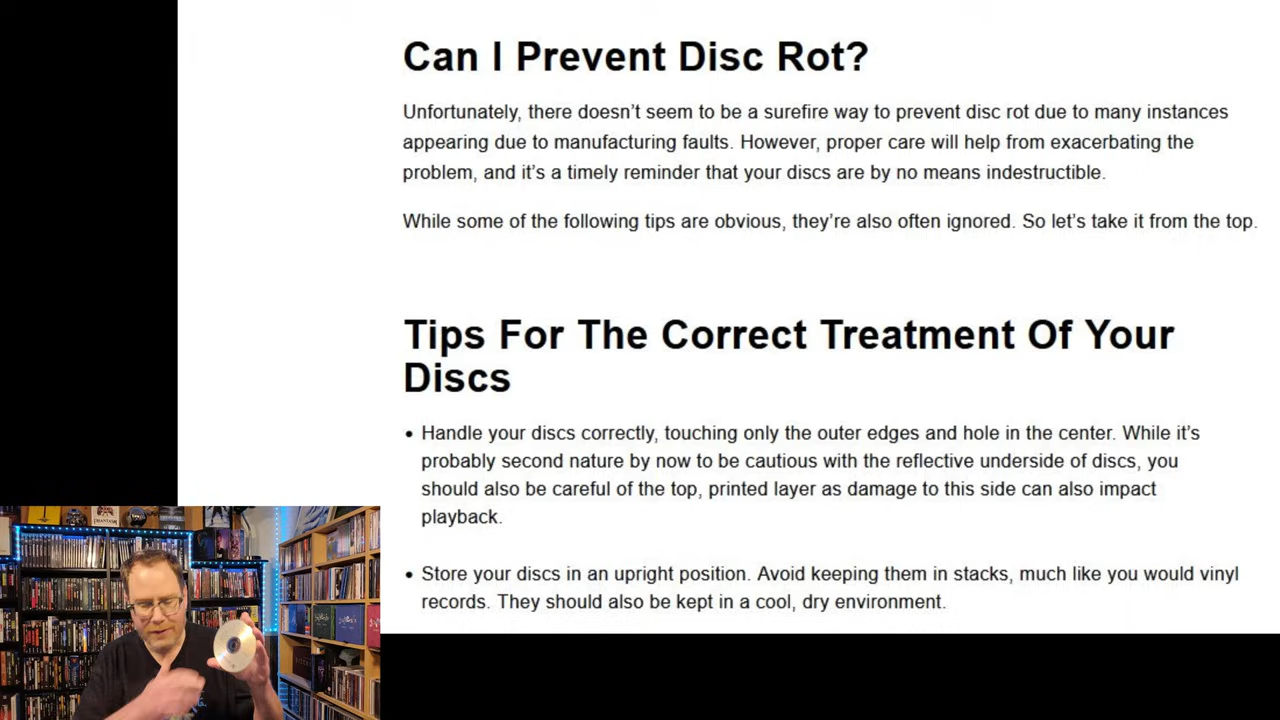 Can I Prevent Disc Rot?
Unfortunately, there doesn’t seem to be a surefire way to prevent disc rot due to many instances
appearing due to manufacturing faults. However, proper care will help from exacerbating the
problem, and it’s a timely reminder that your discs are by no means indestructible.
While some of the following tips are obvious, they’re also often ignored. So let’s take it from the top.
Tips For The Correct Treatment Of Your
Discs
• Handle your discs correctly, touching only the outer edges and hole in the center. While it’s
probably second nature by now to be cautious with the reflective underside of discs, you
should also be careful of the top, printed layer as damage to this side can also impact
playback.
• Store your discs in an upright position. Avoid keeping them in stacks, much like you would vinyl
records. They should also be kept in a cool, dry environment.